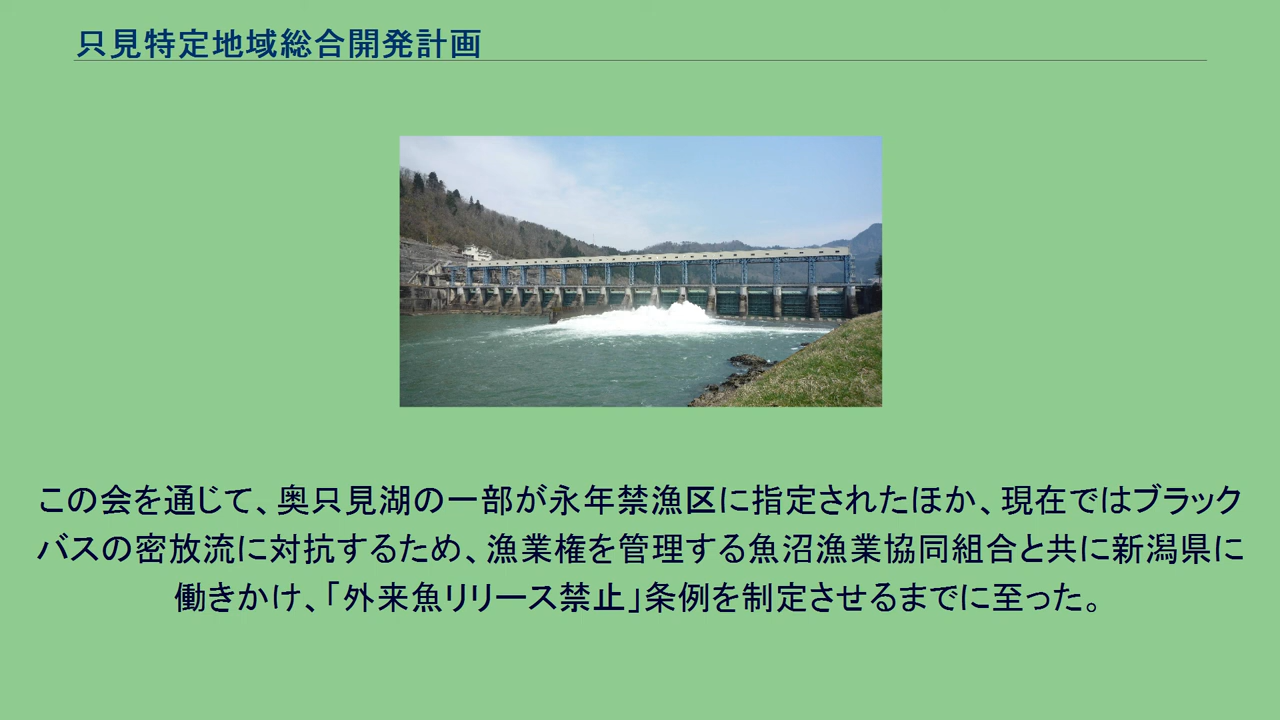 只見特定地域総合開発計画
この会を通じて、奥只見湖の一部が永年禁漁区に指定されたほか、現在ではブラック
バスの密放流に対抗するため、漁業権を管理する魚沼漁業協同組合と共に新潟県に
働きかけ、「外来魚リリース禁止」条例を制定させるまでに至った。